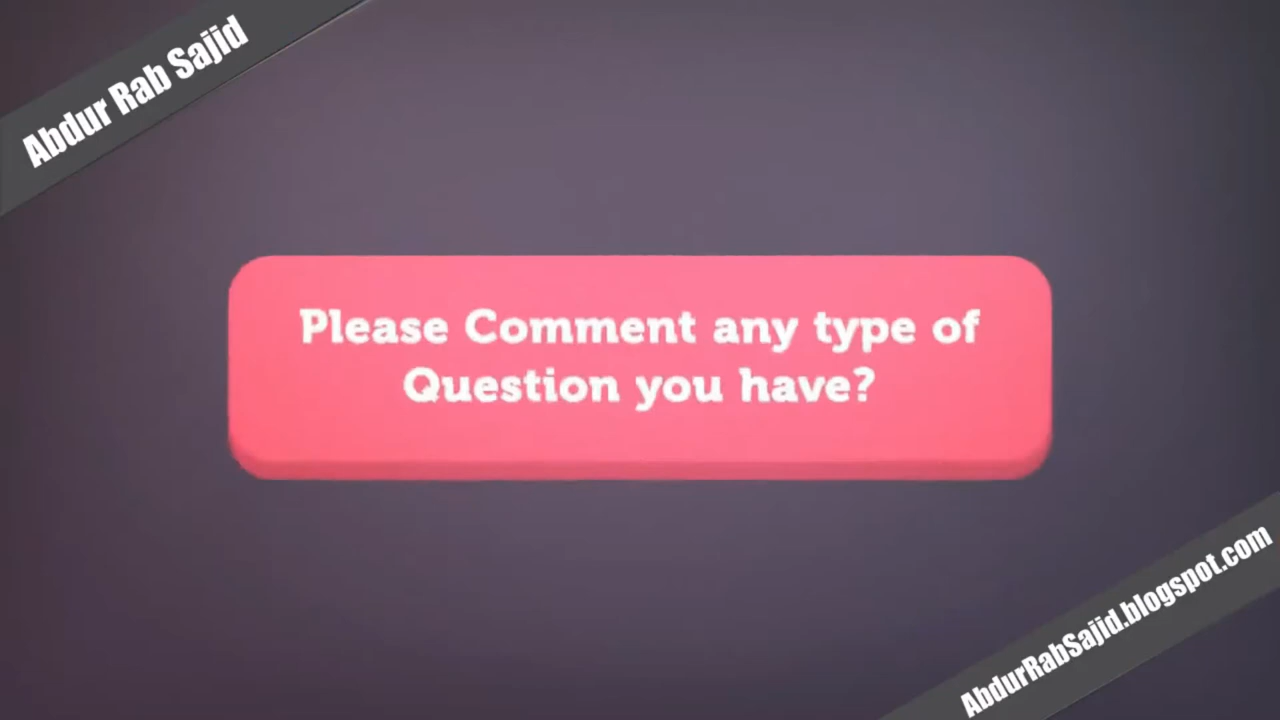 Abdur Rab Sajid
Please Comment any type of
Question you have?
AbdurRabSajid.blogspot.com